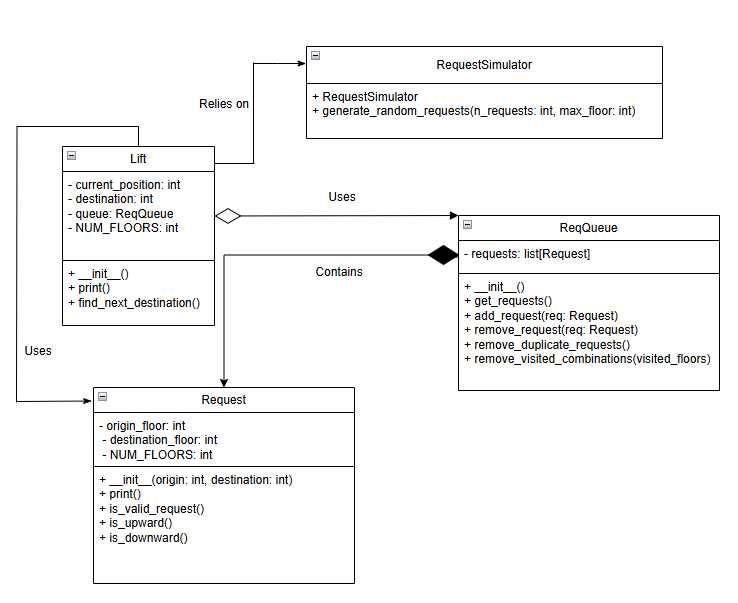 RequestSimulator
+ RequestSimulator
+ generate_random_requests(n_requests: int, max_floor: int)
Relies on
Lift
- current_position: int
- destination: int
- queue: ReqQueue
- NUM_FLOORS: int
+ __init__()
+ print()
+ find_next_destination()
Uses
ReqQueue
- requests: list[Request]
+ __init__()
+ get_requests()
+ add_request(req: Request)
+ remove_request(req: Request)
+ remove_duplicate_requests()
+ remove_visited_combinations(visited_floors)
Contains
Uses
Request
- origin_floor: int
- destination_floor: int
- NUM_FLOORS: int
+ __init__(origin: int, destination: int)
+ print()
+ is_valid_request()
+ is_upward()
+ is_downward()